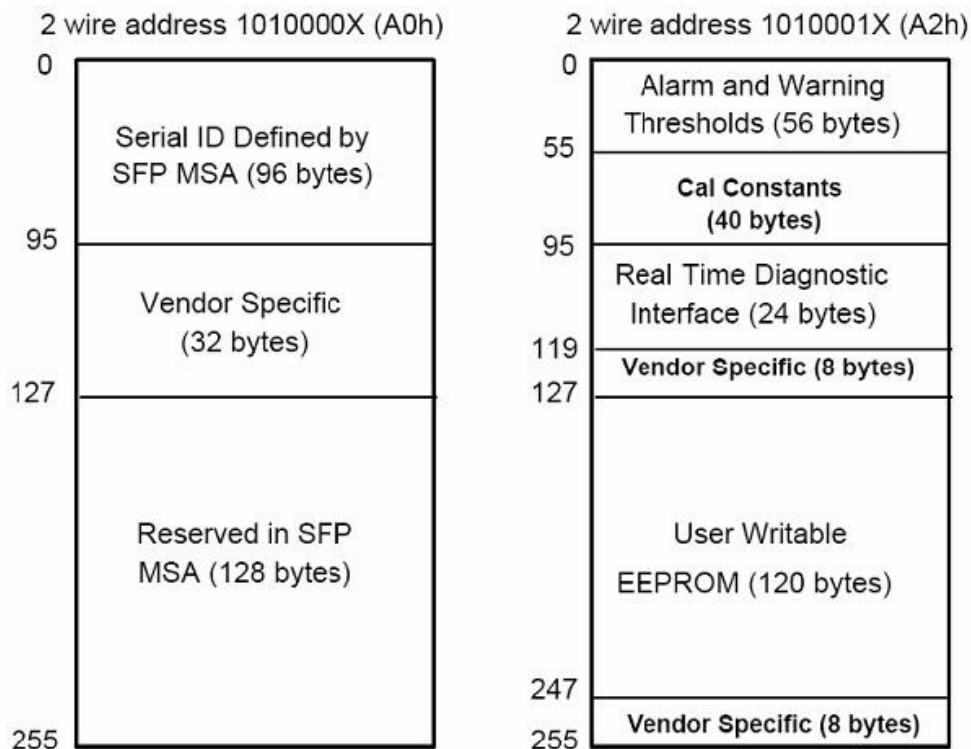 2 wire address 1010000X (A0h)
0
Serial ID Defined by
SFP MSA (96 bytes)
95
Vendor Specific
(32 bytes)
127
Reserved in SFP
MSA (128 bytes)
255
2 wire address 1010001X (A2h)
0
Alarm and Warning
Thresholds (56 bytes)
55
Cal Constants
(40 bytes)
95
Real Time Diagnostic
Interface (24 bytes)
119
Vendor Specific (8 bytes)
127
User Writable
EEPROM (120 bytes)
247
Vendor Specific (8 bytes)
255